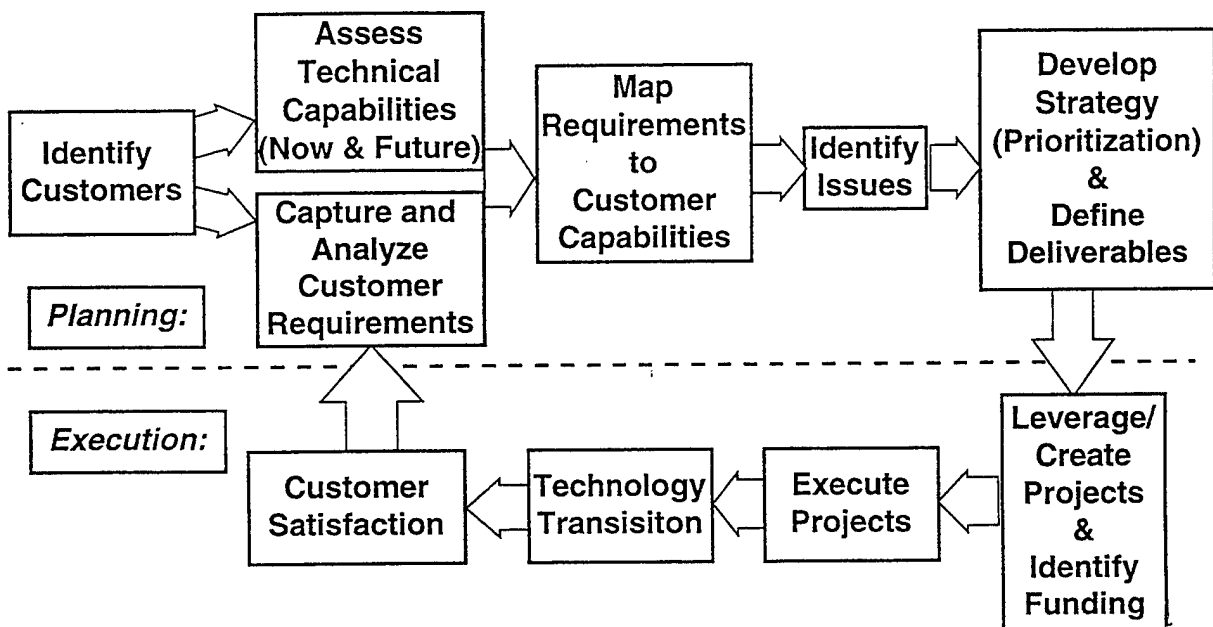 Identify
Customers
Assess
Technical
Capabilities
(Now & Future)
Capture and
Analyze
Customer
Requirements
Map
Requirements
to
Customer
Capabilities
Identify
Issues
Develop
Strategy
(Prioritization)
&
Define
Deliverables
Planning:
Execution:
Leverage/
Create
Projects
&
Identify
Funding
Execute
Projects
Technology
Transisiton
Customer
Satisfaction